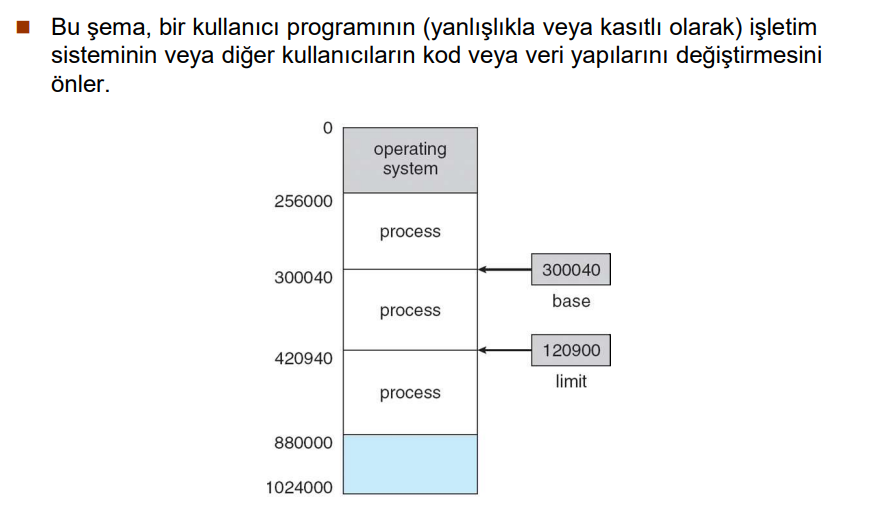 Bu şema, bir kullanıcı programının (yanlışlıkla veya kasıtlı olarak) işletim
sisteminin veya diğer kullanıcıların kod veya veri yapılarını değiştirmesini
önler.
0
operating
system
256000
process
300040
300040
base
process
420940
120900
limit
process
880000
1024000